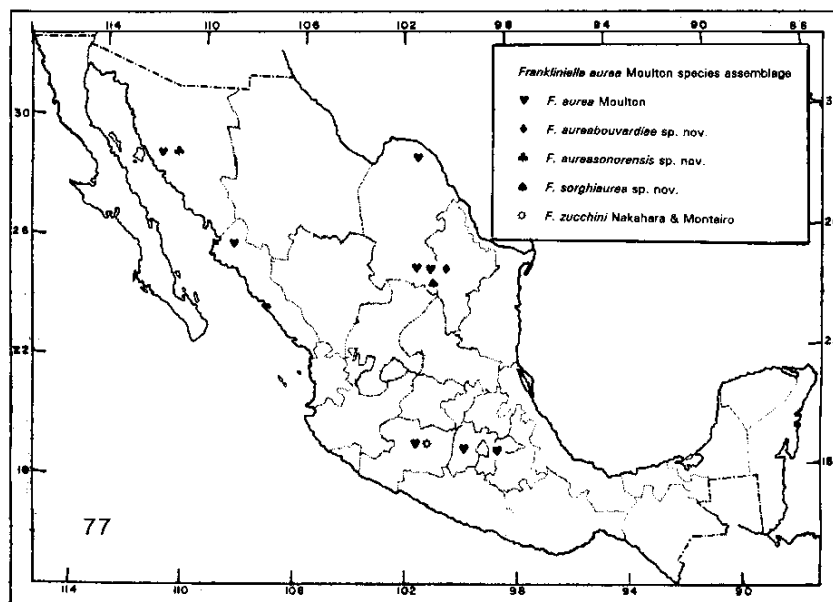 114 110 106 102 98 94 90 86
Frankliniella aurea Moulton species assemblage
F. aurea Moulton
F. aureabouvardiae sp. nov.
F. aureasonorensis sp. nov.
F. sorghiaurea sp. nov.
F. zucchini Nakahara & Monteiro
30
26
22
18
77
114 110 106 102 98 94 90